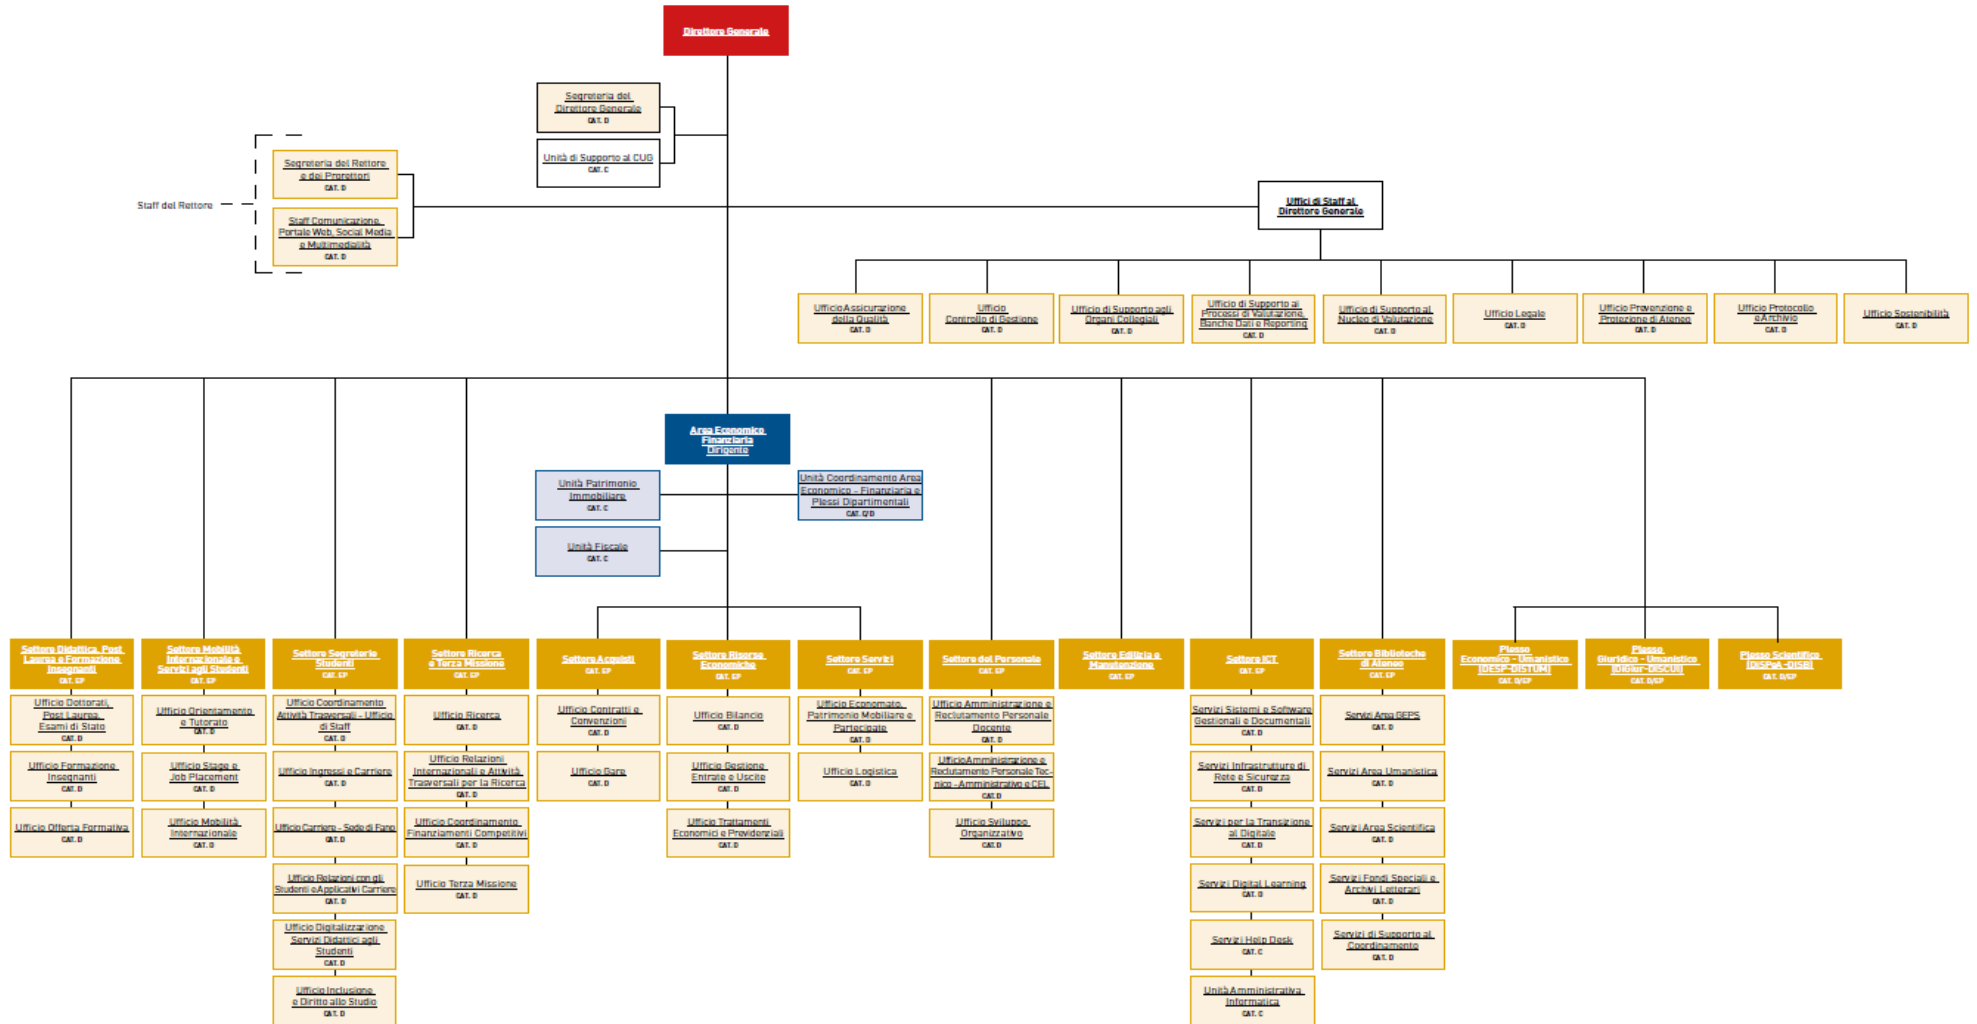 Direttore Generale
Segreteria del
Direttore Generale
CAT. D
Unità di Supporto al CUG
CAT. C
Segreteria del Rettore
e dei Prorettori
CAT. D
Staff del Rettore
Staff Comunicazione,
Portale Web, Social Media
e Multimedialità
CAT. D
Uffici di Staff al
Direttore Generale
Ufficio Assicurazione
della Qualità
CAT. D
Ufficio
Controllo di Gestione
CAT. D
Ufficio di Supporto agli
Organi Collegiali
CAT. D
Ufficio di Supporto ai
Processi di Valutazione,
Banche Dati e Reporting
CAT. D
Ufficio di Supporto al
Nucleo di Valutazione
CAT. D
Ufficio Legale
CAT. D
Ufficio Prevenzione e
Protezione di Ateneo
CAT. D
Ufficio Protocollo
e Archivio
CAT. D
Ufficio Sostenibilità
CAT. D
Area Economico
Finanziaria
Dirigente
Unità Patrimonio
Immobiliare
CAT. C
Unità Coordinamento Area
Economico - Finanziaria e
Plessi Dipartimentali
CAT. C/D
Unità Fiscale
CAT. C
Settore Didattica, Post
Laurea e Formazione
Insegnanti
CAT. EP
Ufficio Dottorati,
Post Laurea,
Esami di Stato
CAT. D
Ufficio Formazione
Insegnanti
CAT. D
Ufficio Offerta Formativa
CAT. D
Settore Mobilità
Internazionale e
Servizi agli Studenti
CAT. EP
Ufficio Orientamento
e Tutorato
CAT. D
Ufficio Stage e
Job Placement
CAT. D
Ufficio Mobilità
Internazionale
CAT. D
Settore Segreterie
Studenti
CAT. EP
Ufficio Coordinamento
Attività Trasversali - Ufficio
di Staff
CAT. D
Ufficio Ingressi e Carriere
CAT. D
Ufficio Carriere - Sede di Fano
CAT. D
Ufficio Relazioni con gli
Studenti e Applicativi Carriere
CAT. D
Ufficio Digitalizzazione
Servizi Didattici agli
Studenti
CAT. D
Ufficio Inclusione
e Diritto allo Studio
CAT. D
Settore Ricerca
e Terza Missione
CAT. EP
Ufficio Ricerca
CAT. D
Ufficio Relazioni
Internazionali e Attività
Trasversali per la Ricerca
CAT. D
Ufficio Coordinamento
Finanziamenti Competitivi
CAT. D
Ufficio Terza Missione
CAT. D
Settore Acquisti
CAT. EP
Ufficio Contratti e
Convenzioni
CAT. D
Ufficio Gare
CAT. D
Settore Risorse
Economiche
CAT. EP
Ufficio Bilancio
CAT. D
Ufficio Gestione
Entrate e Uscite
CAT. D
Ufficio Trattamenti
Economici e Previdenziali
CAT. D
Settore Servizi
CAT. EP
Ufficio Economato,
Patrimonio Mobiliare e
Partecipate
CAT. D
Ufficio Logistica
CAT. D
Settore del Personale
CAT. EP
Ufficio Amministrazione e
Reclutamento Personale
Docente
CAT. D
Ufficio Amministrazione e
Reclutamento Personale Tec-
nico - Amministrativo e CEL
CAT. D
Ufficio Sviluppo
Organizzativo
CAT. D
Settore Edilizia e
Manutenzione
CAT. EP
Settore ICT
CAT. EP
Servizi Sistemi e Software
Gestionali e Documentali
CAT. D
Servizi Infrastrutture di
Rete e Sicurezza
CAT. D
Servizi per la Transizione
al Digitale
CAT. D
Servizi Digital Learning
CAT. D
Servizi Help Desk
CAT. C
Unità Amministrativa
Informatica
CAT. C
Settore Biblioteche
di Ateneo
CAT. EP
Servizi Area GEPS
CAT. D
Servizi Area Umanistica
CAT. D
Servizi Area Scientifica
CAT. D
Servizi Fondi Speciali e
Archivi Letterari
CAT. D
Servizi di Supporto al
Coordinamento
CAT. D
Plesso
Economico - Umanistico
(DESP-DISTUM)
CAT. D/EP
Plesso
Giuridico - Umanistico
(DiGiur-DISCUI)
CAT. D/EP
Plesso Scientifico
(DiSPeA -DISB)
CAT. D/EP